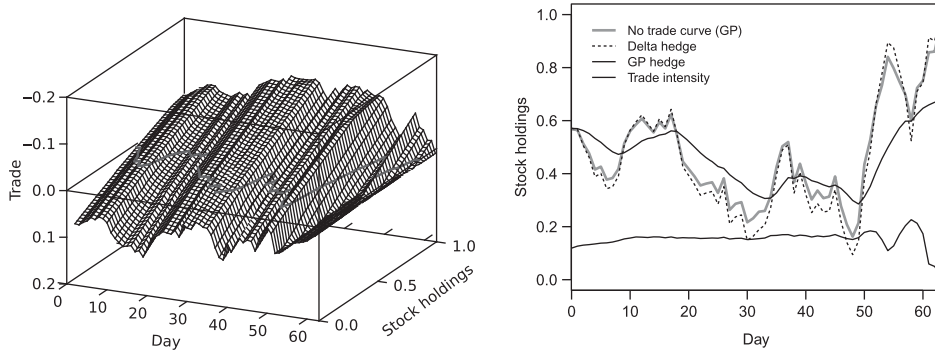 −0.2
−0.1
0.0
0.1
0.2
Trade
0
10
20
30
40
50
60
Day
0.0
0.5
1.0
Stock holdings
1.0
0.8
0.6
0.4
0.2
0.0
Stock holdings
No trade curve (GP)
Delta hedge
GP hedge
Trade intensity
0 10 20 30 40 50 60
Day